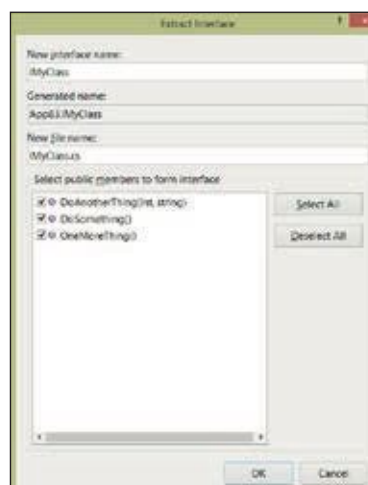 Extract Interface
New interface name:
IMyClass
Generated name:
App83.IMyClass
New file name:
IMyClass.cs
Select public members to form interface
DoAnotherThing(int, string)
DoSomething()
OneMoreThing()
Select All
Deselect All
OK
Cancel